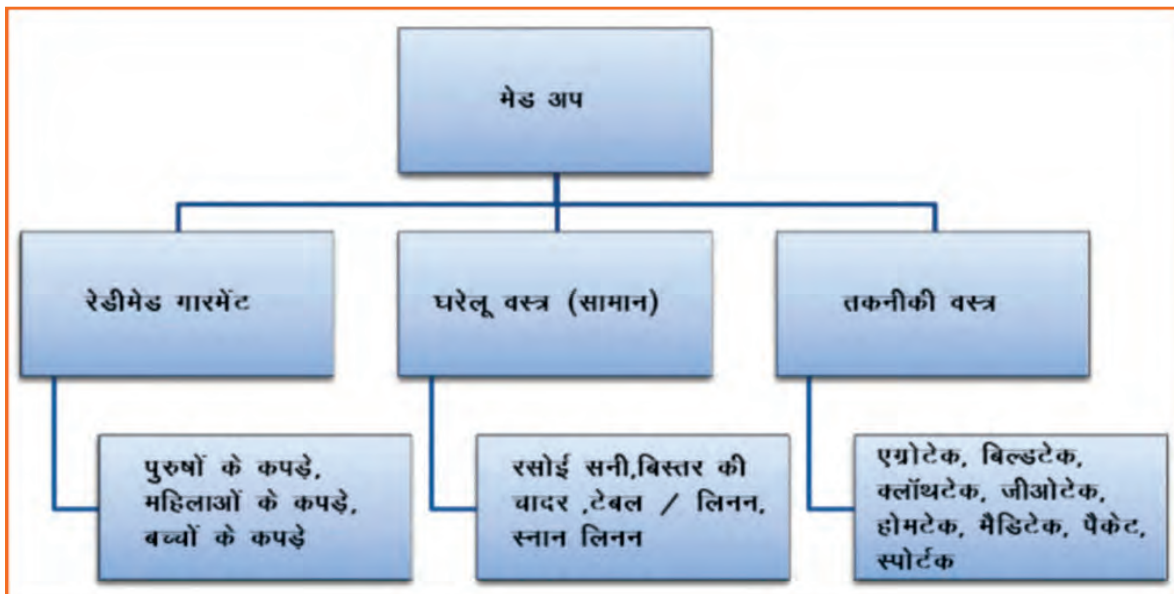 मेड अप
रेडीमेड गारमेंट
घरेलू वस्त्र (सामान)
तकनीकी वस्त्र
पुरुषों के कपड़े,
महिलाओं के कपड़े,
बच्चों के कपड़े
रसोई सनी,बिस्तर की
चादर ,टेबल / लिनन,
स्नान लिनन
एग्रोटेक, बिल्डटेक,
क्लॉथटेक, जीओटेक,
होमटेक, मैडिटेक, पैकेट,
स्पोर्टक